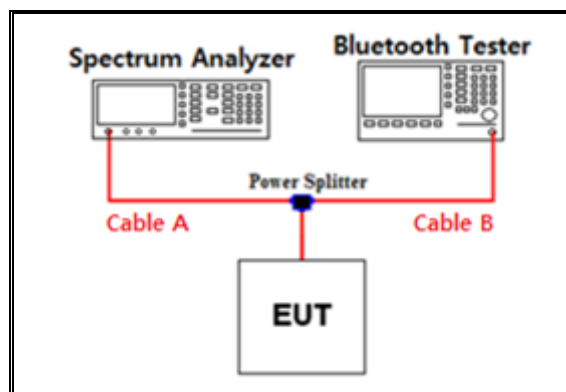 Spectrum Analyzer
Bluetooth Tester
Power Splitter
Cable A
Cable B
EUT